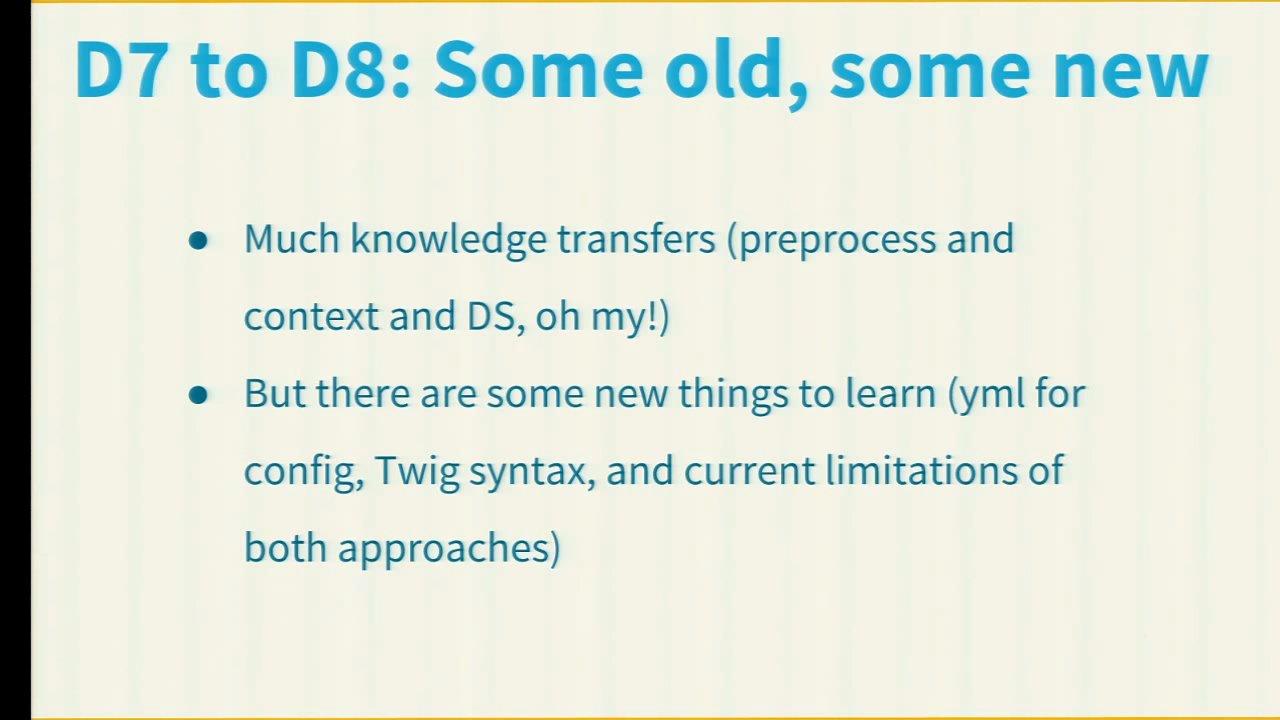 D7 to D8: Some old, some new
● Much knowledge transfers (preprocess and
context and DS, oh my!)
● But there are some new things to learn (yml for
config, Twig syntax, and current limitations of
both approaches)